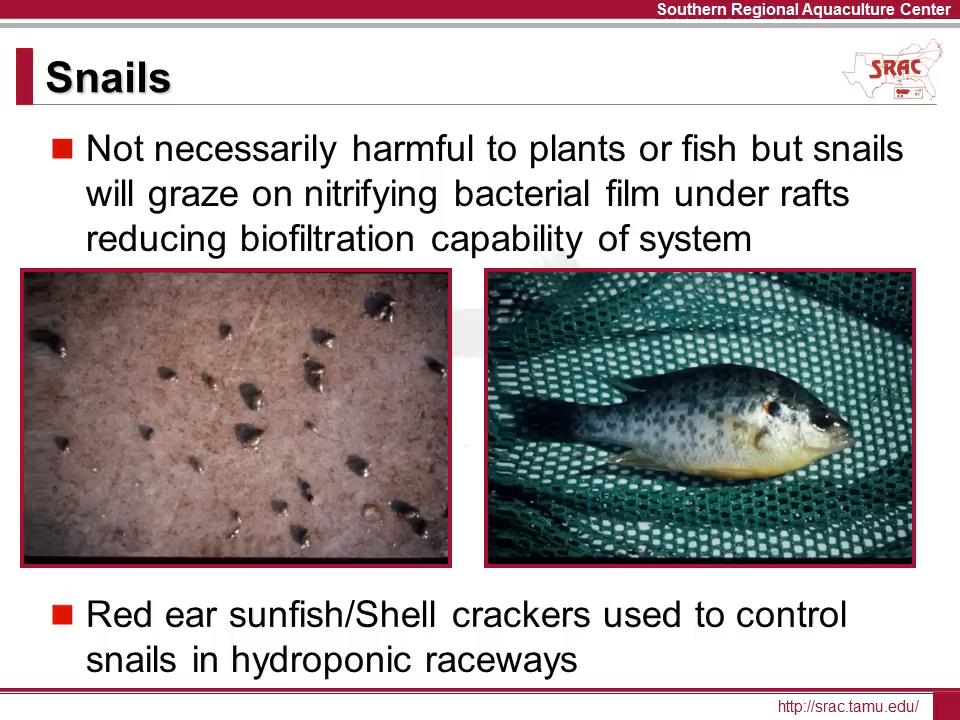 Southern Regional Aquaculture Center
Snails
SRAC
Not necessarily harmful to plants or fish but snails
will graze on nitrifying bacterial film under rafts
reducing biofiltration capability of system
Red ear sunfish/Shell crackers used to control
snails in hydroponic raceways
http://srac.tamu.edu/